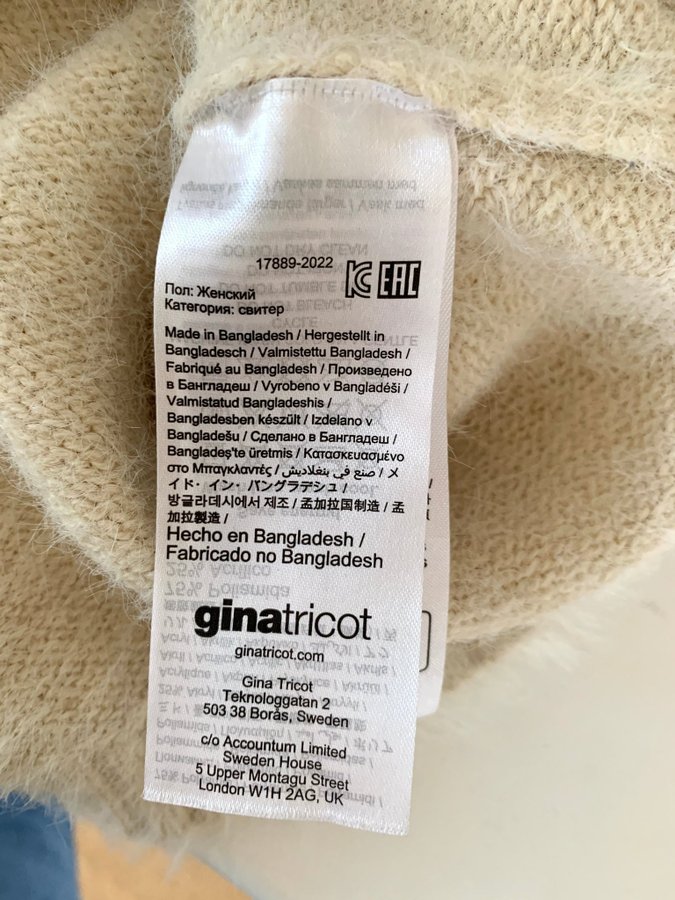 17889-2022
EAC
Пол: Женский
Категория: свитер
Made in Bangladesh / Hergestellt in
Bangladesch / Valmistettu Bangladesh /
Fabriqué au Bangladesh / Произведено
в Бангладеш / Vyrobeno v Bangladéši /
Valmistatud Bangladeshis /
Bangladesben készült / Izdelano v
Bangladešu / Сделано в Бангладеш /
Bangladeş'te üretmis / Κατασκευασμένο
στο Μπαγκλαντές / صنع في بنغلاديش / メ
イド・イン・バングラデシュ /
방글라데시에서 제조 / 孟加拉国制造 / 孟
加拉製造 /
Hecho en Bangladesh /
Fabricado no Bangladesh
ginatricot
ginatricot.com
Gina Tricot
Teknologgatan 2
503 38 Borås, Sweden
c/o Accountum Limited
Sweden House
5 Upper Montagu Street
London W1H 2AG, UK